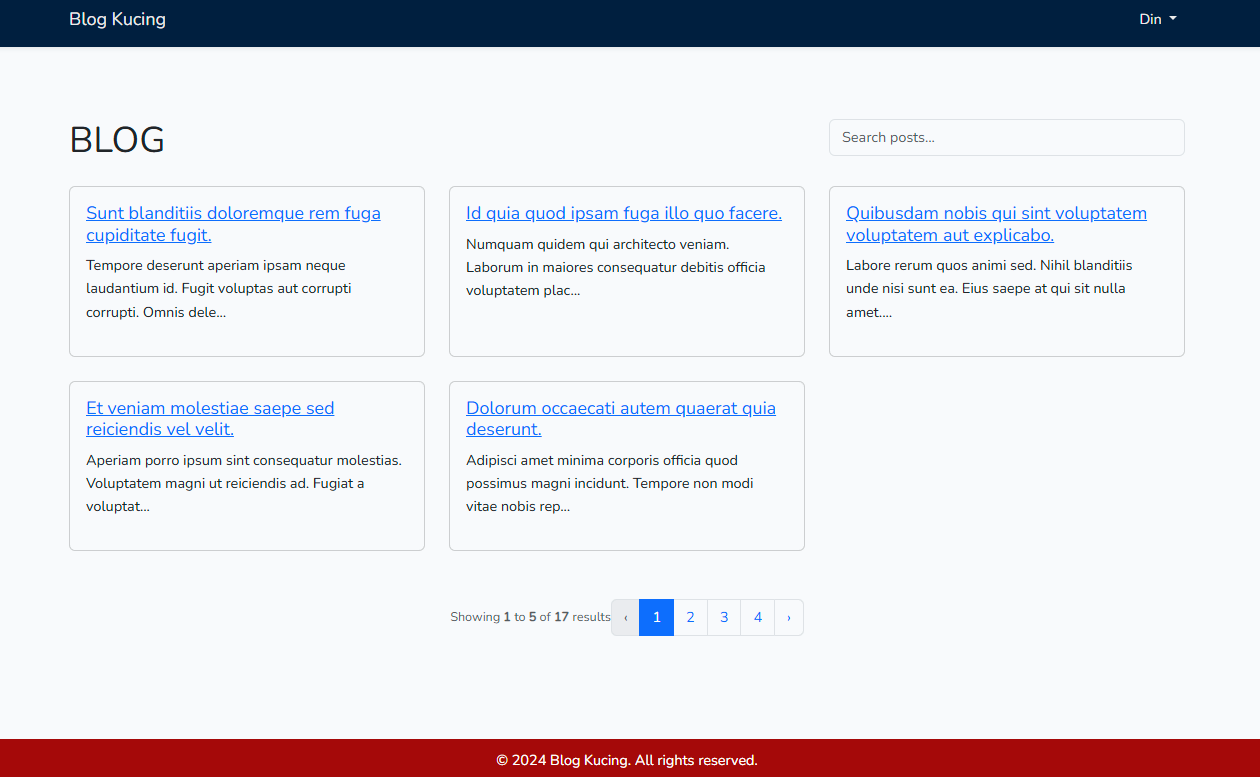 Blog Kucing
Din
BLOG
Search posts...
Sunt blanditiis doloremque rem fuga
cupiditate fugit.
Tempore deserunt aperiam ipsam neque
laudantium id. Fugit voluptas aut corrupti
corrupti. Omnis dele...
Id quia quod ipsam fuga illo quo facere.
Numquam quidem qui architecto veniam.
Laborum in maiores consequatur debitis officia
voluptatem plac...
Quibusdam nobis qui sint voluptatem
voluptatem aut explicabo.
Labore rerum quos animi sed. Nihil blanditiis
unde nisi sunt ea. Eius saepe at qui sit nulla
amet....
Et veniam molestiae saepe sed
reiciendis vel velit.
Aperiam porro ipsum sint consequatur molestias.
Voluptatem magni ut reiciendis ad. Fugiat a
voluptat...
Dolorum occaecati autem quaerat quia
deserunt.
Adipisci amet minima corporis officia quod
possimus magni incidunt. Tempore non modi
vitae nobis rep...
Showing 1 to 5 of 17 results ‹ 1 2 3 4 ›
© 2024 Blog Kucing. All rights reserved.